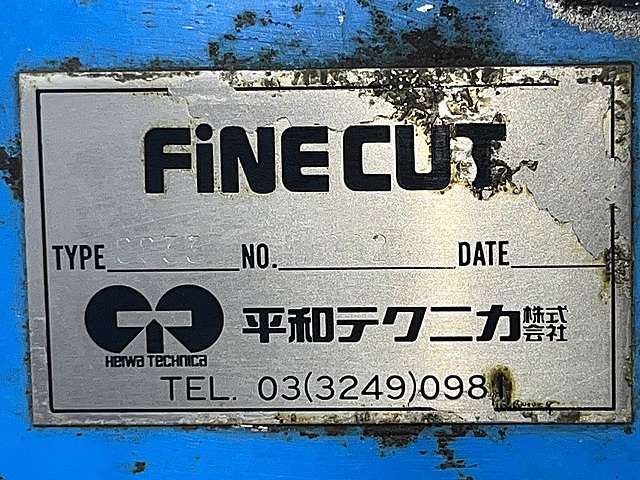 FiNE CUT
TYPE NO. DATE
Heiwa Technica
平和テクニカ株式会社
TEL. 03(3249)0981